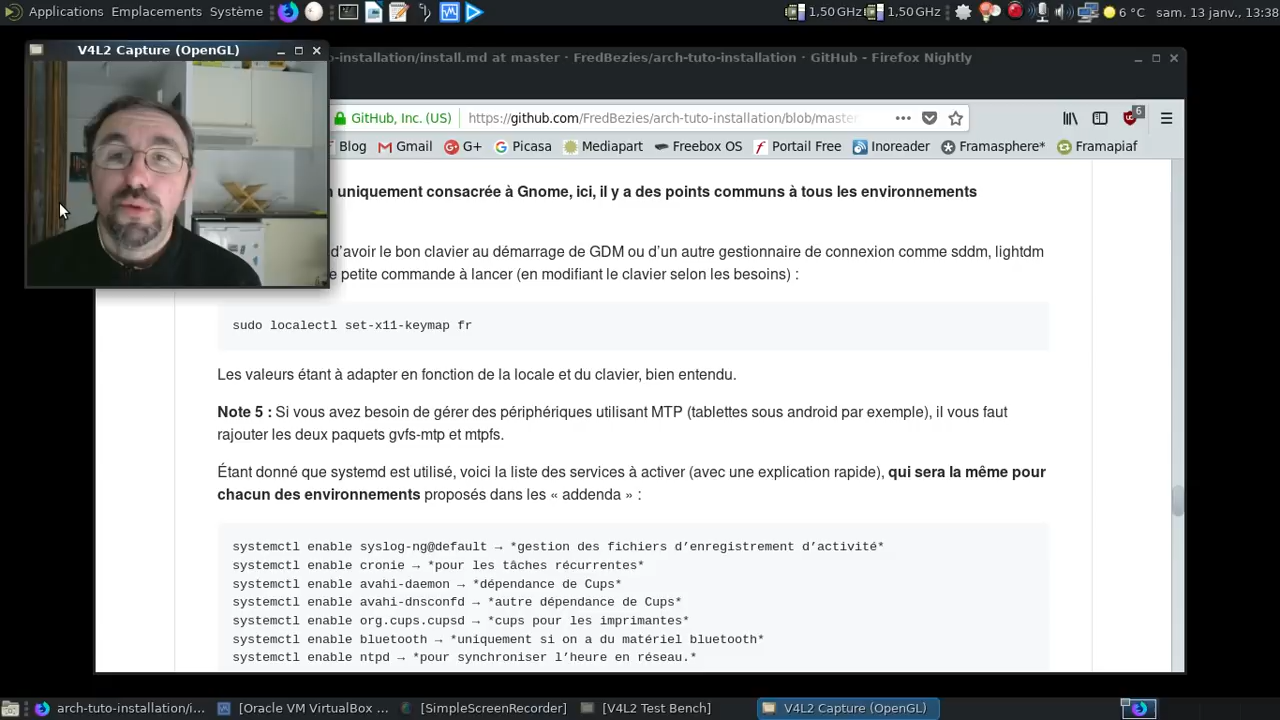 Applications Emplacements Système 1,50 GHz 1,50 GHz 6 °C sam. 13 janv., 13:38
V4L2 Capture (OpenGL)
o-installation/install.md at master · FredBezies/arch-tuto-installation · GitHub - Firefox Nightly
GitHub, Inc. (US) https://github.com/FredBezies/arch-tuto-installation/blob/master 6
Blog Gmail G+ Picasa Mediapart Freebox OS Portail Free Inoreader Framasphere* Framapiaf
n uniquement consacrée à Gnome, ici, il y a des points communs à tous les environnements
d’avoir le bon clavier au démarrage de GDM ou d’un autre gestionnaire de connexion comme sddm, lightdm
e petite commande à lancer (en modifiant le clavier selon les besoins) :
sudo localectl set-x11-keymap fr
Les valeurs étant à adapter en fonction de la locale et du clavier, bien entendu.
Note 5 : Si vous avez besoin de gérer des périphériques utilisant MTP (tablettes sous android par exemple), il vous faut
rajouter les deux paquets gvfs-mtp et mtpfs.
Étant donné que systemd est utilisé, voici la liste des services à activer (avec une explication rapide), qui sera la même pour
chacun des environnements proposés dans les « addenda » :
systemctl enable syslog-ng@default → *gestion des fichiers d’enregistrement d’activité*
systemctl enable cronie → *pour les tâches récurrentes*
systemctl enable avahi-daemon → *dépendance de Cups*
systemctl enable avahi-dnsconfd → *autre dépendance de Cups*
systemctl enable org.cups.cupsd → *cups pour les imprimantes*
systemctl enable bluetooth → *uniquement si on a du matériel bluetooth*
systemctl enable ntpd → *pour synchroniser l’heure en réseau.*
arch-tuto-installation/i... [Oracle VM VirtualBox ... [SimpleScreenRecorder] [V4L2 Test Bench] V4L2 Capture (OpenGL)